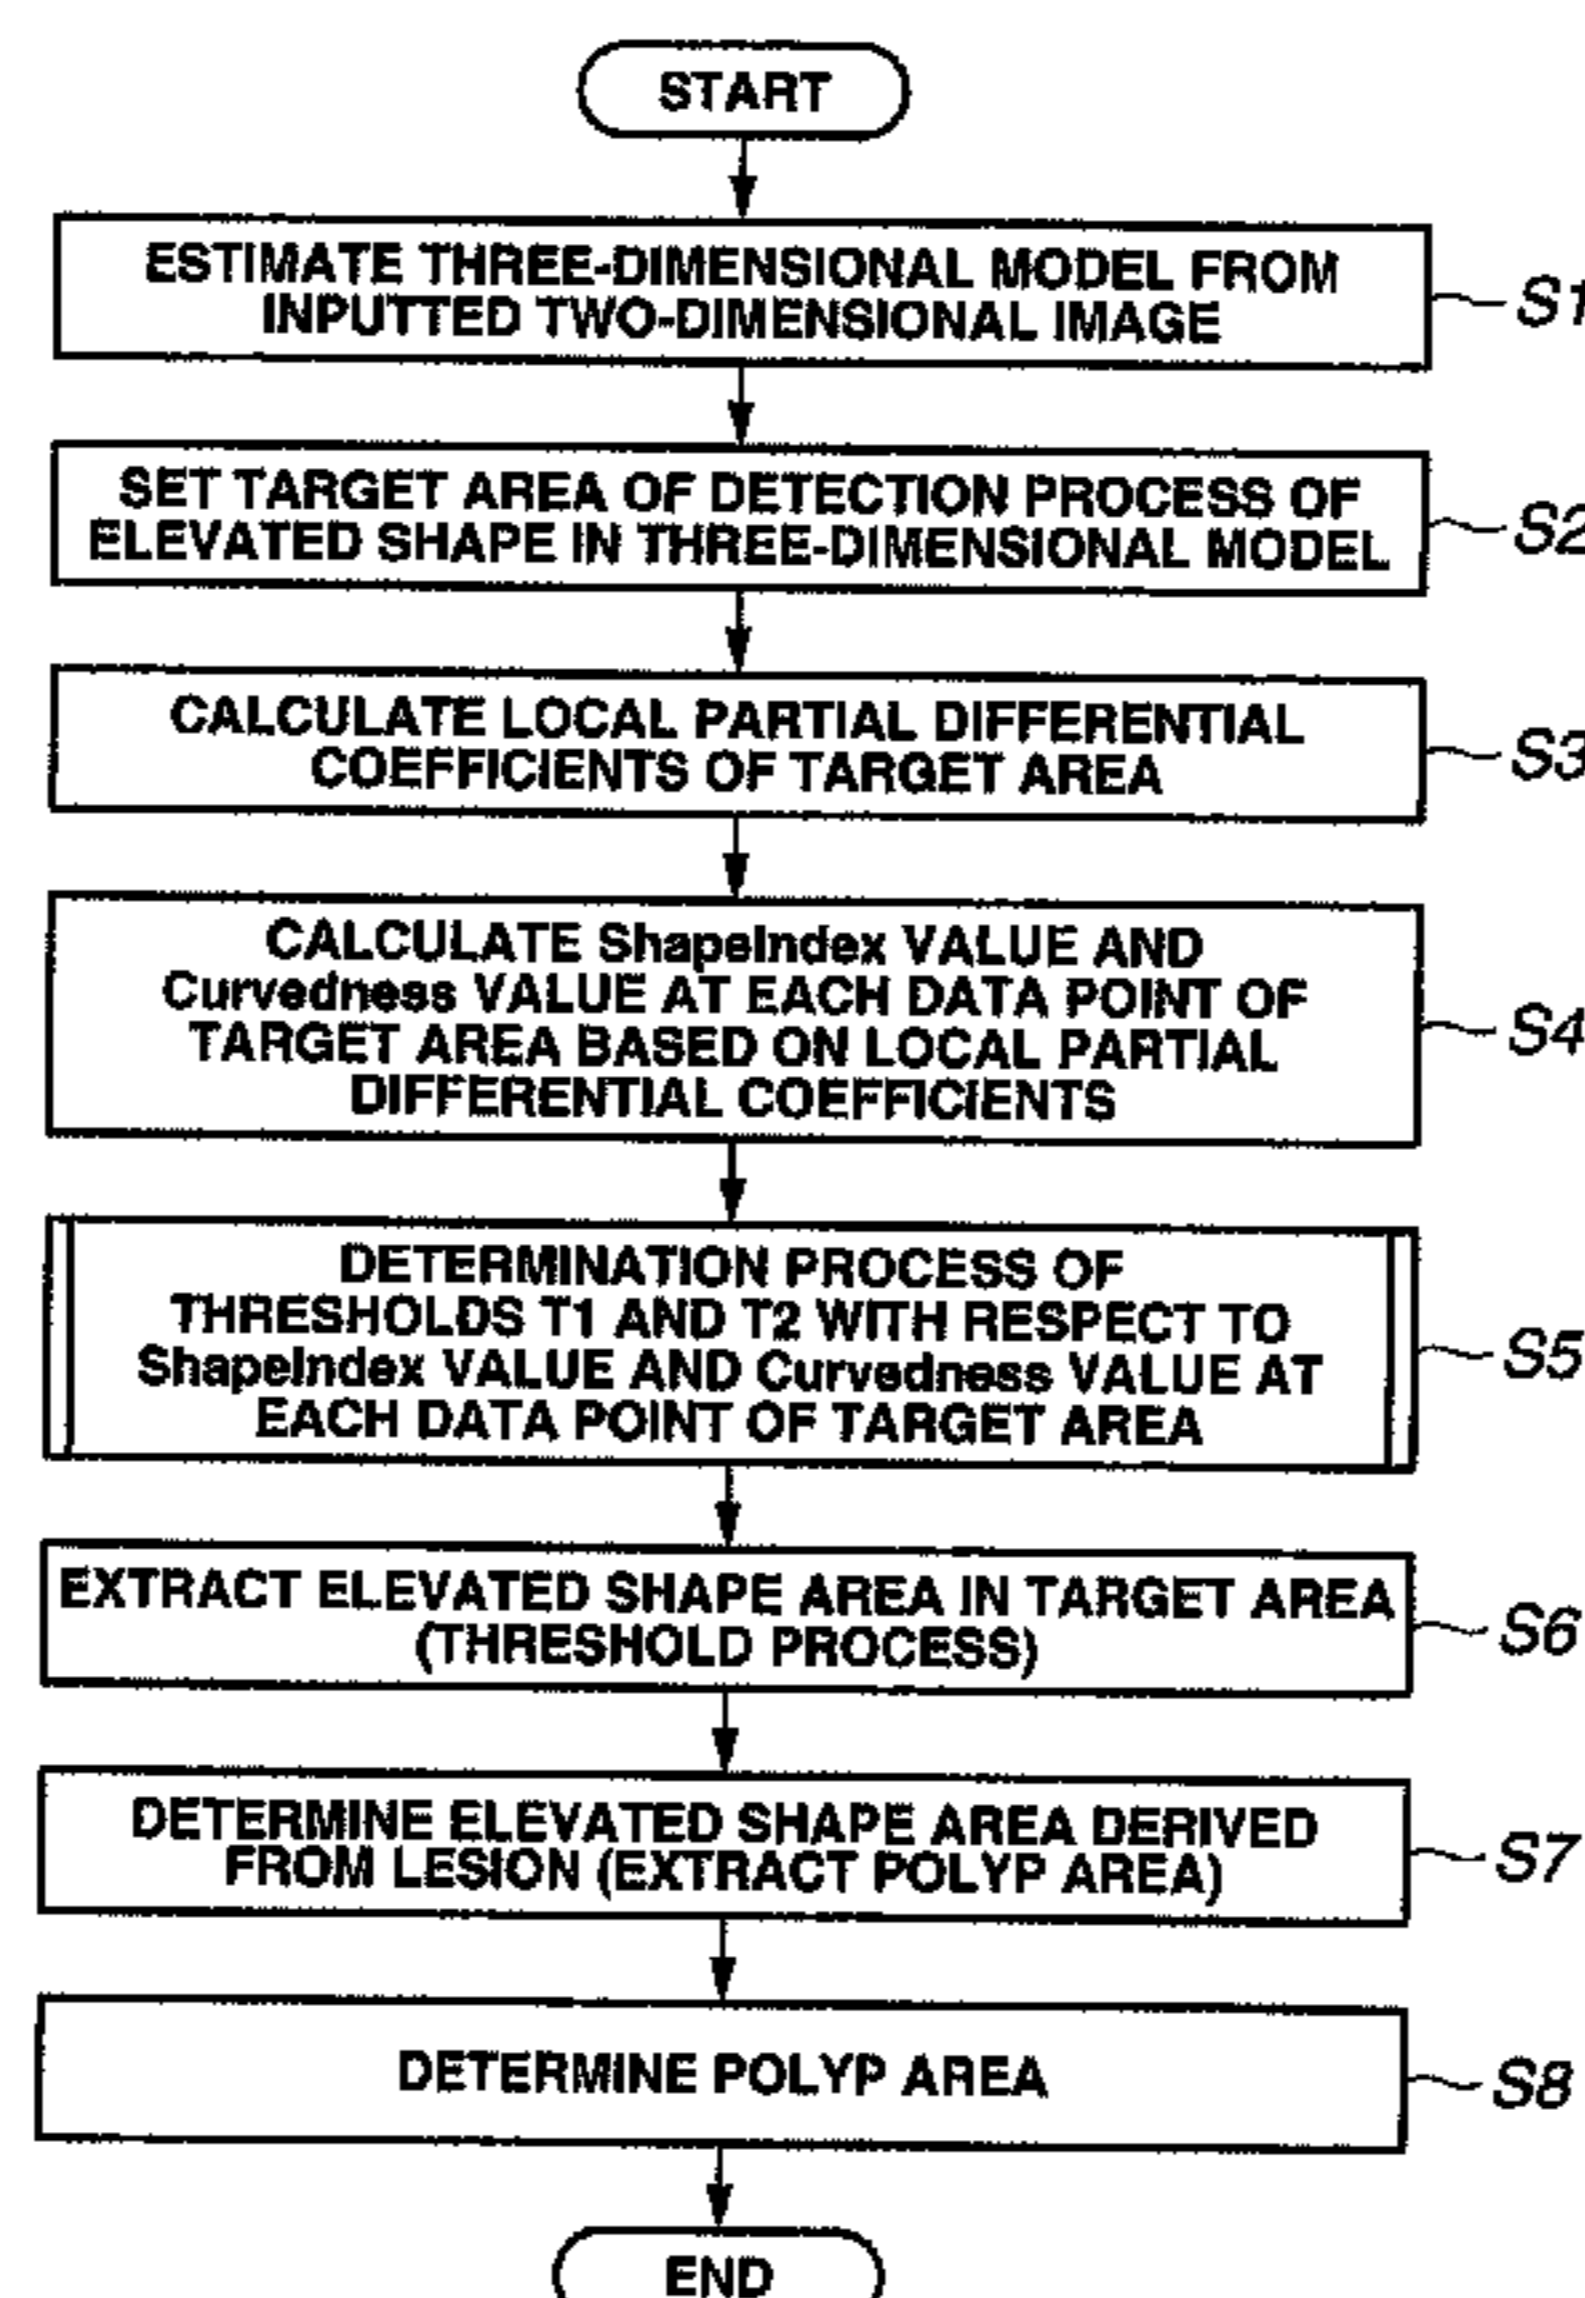 START
ESTIMATE THREE-DIMENSIONAL MODEL FROM
INPUTTED TWO-DIMENSIONAL IMAGE
S1
SET TARGET AREA OF DETECTION PROCESS OF
ELEVATED SHAPE IN THREE-DIMENSIONAL MODEL
S2
CALCULATE LOCAL PARTIAL DIFFERENTIAL
COEFFICIENTS OF TARGET AREA
S3
CALCULATE ShapeIndex VALUE AND
Curvedness VALUE AT EACH DATA POINT OF
TARGET AREA BASED ON LOCAL PARTIAL
DIFFERENTIAL COEFFICIENTS
S4
DETERMINATION PROCESS OF
THRESHOLDS T1 AND T2 WITH RESPECT TO
ShapeIndex VALUE AND Curvedness VALUE AT
EACH DATA POINT OF TARGET AREA
S5
EXTRACT ELEVATED SHAPE AREA IN TARGET AREA
(THRESHOLD PROCESS)
S6
DETERMINE ELEVATED SHAPE AREA DERIVED
FROM LESION (EXTRACT POLYP AREA)
S7
DETERMINE POLYP AREA
S8
END